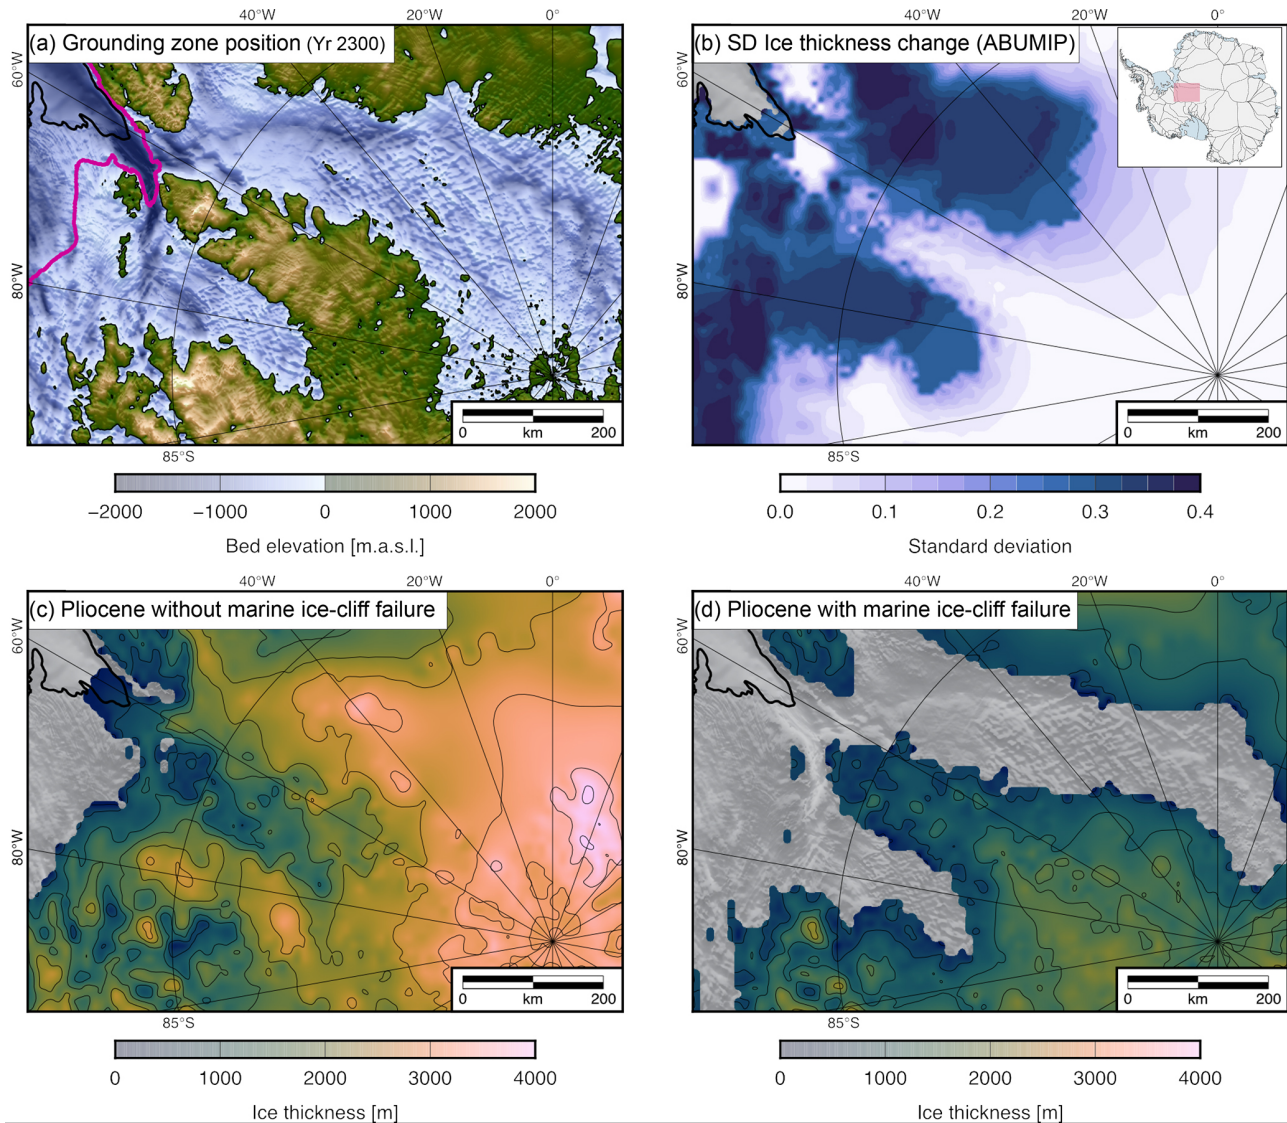 40°W 20°W 0°
(a) Grounding zone position (Yr 2300)
60°W
80°W
0 km 200
85°S
−2000 −1000 0 1000 2000
Bed elevation [m.a.s.l.]
40°W 20°W 0°
(b) SD Ice thickness change (ABUMIP)
60°W
80°W
0 km 200
85°S
0.0 0.1 0.2 0.3 0.4
Standard deviation
40°W 20°W 0°
(c) Pliocene without marine ice-cliff failure
60°W
80°W
0 km 200
85°S
0 1000 2000 3000 4000
Ice thickness [m]
40°W 20°W 0°
(d) Pliocene with marine ice-cliff failure
60°W
80°W
0 km 200
85°S
0 1000 2000 3000 4000
Ice thickness [m]